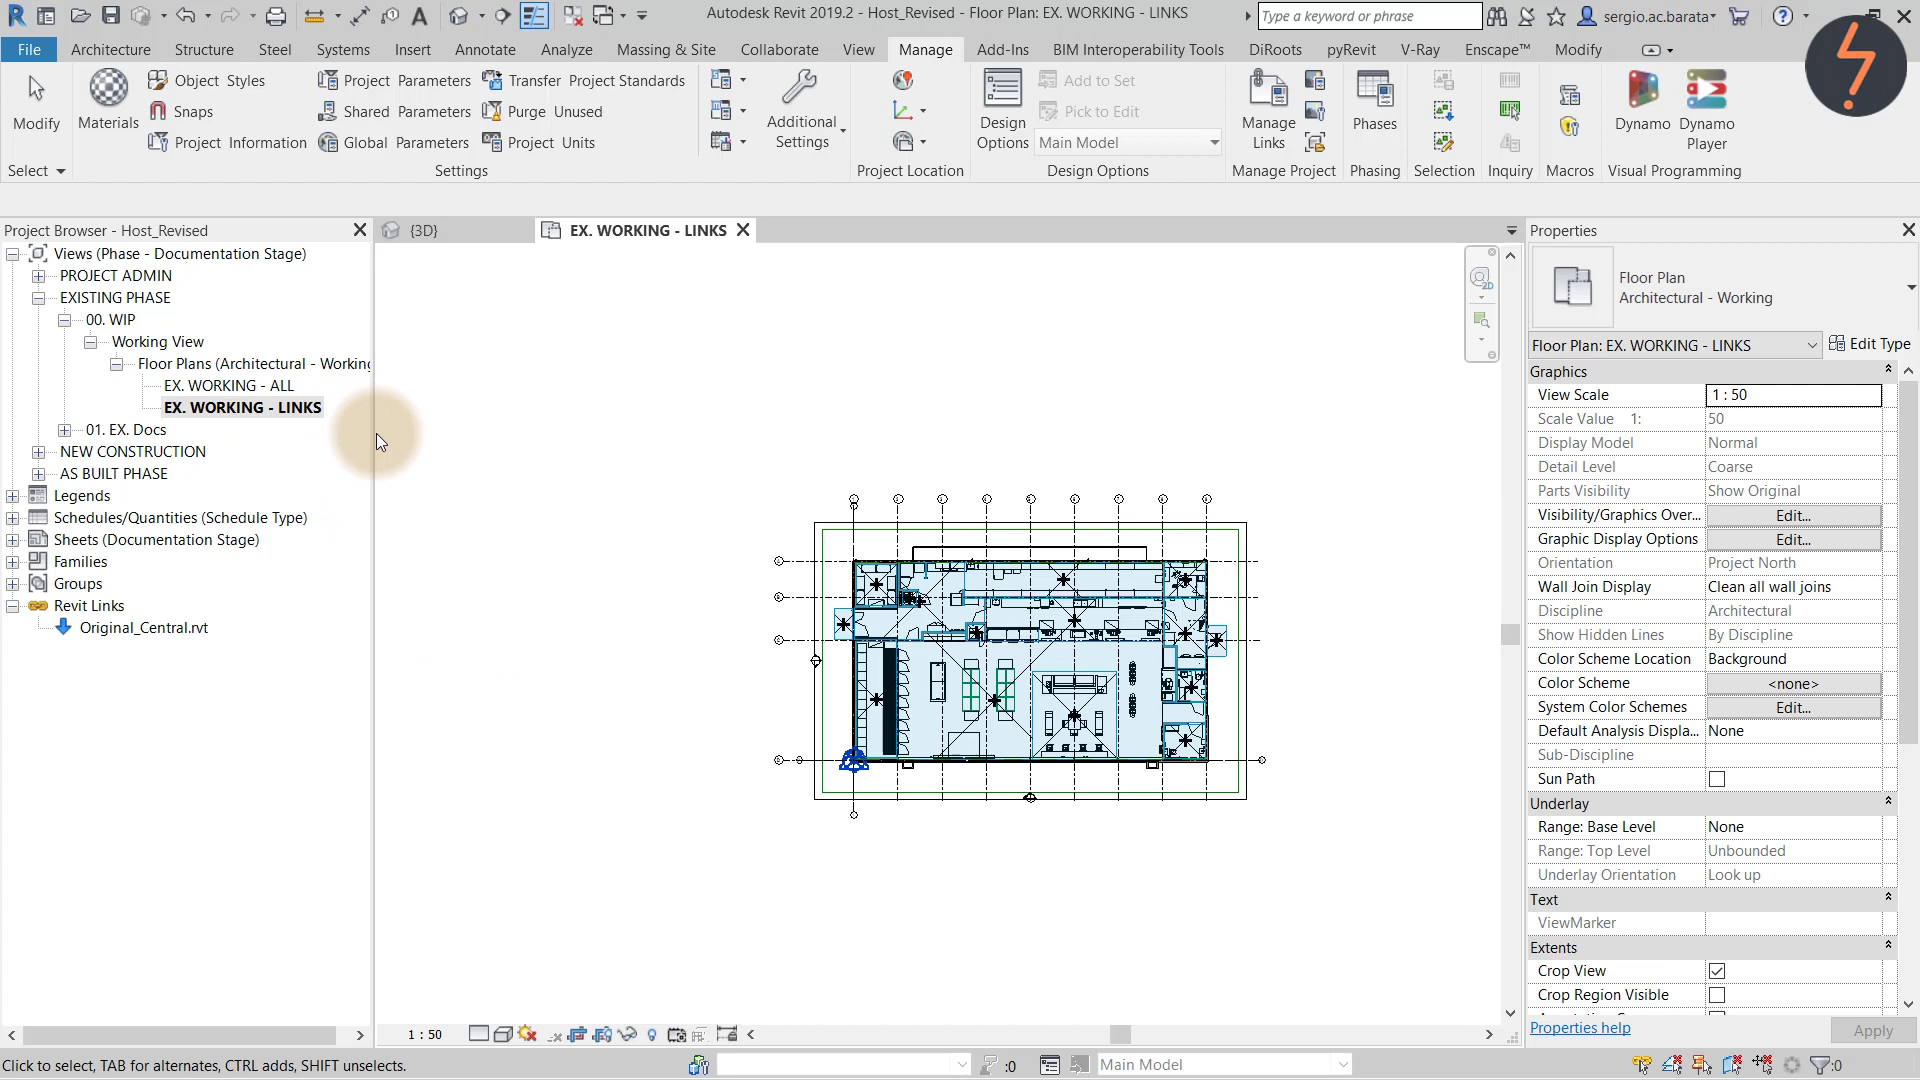 Autodesk Revit 2019.2 - Host_Revised - Floor Plan: EX. WORKING - LINKS
Type a keyword or phrase
sergio.ac.barata
File Architecture Structure Steel Systems Insert Annotate Analyze Massing & Site Collaborate View Manage Add-Ins BIM Interoperability Tools DiRoots pyRevit V-Ray Enscape™ Modify
Modify
Materials
Object Styles
Snaps
Project Information
Project Parameters
Shared Parameters
Global Parameters
Transfer Project Standards
Purge Unused
Project Units
Additional
Settings
Design
Options
Add to Set
Pick to Edit
Main Model
Manage
Links
Phases
Dynamo
Dynamo
Player
Select
Settings
Project Location
Design Options
Manage Project
Phasing
Selection
Inquiry
Macros
Visual Programming
Project Browser - Host_Revised
Views (Phase - Documentation Stage)
PROJECT ADMIN
EXISTING PHASE
00. WIP
Working View
Floor Plans (Architectural - Working
EX. WORKING - ALL
EX. WORKING - LINKS
01. EX. Docs
NEW CONSTRUCTION
AS BUILT PHASE
Legends
Schedules/Quantities (Schedule Type)
Sheets (Documentation Stage)
Families
Groups
Revit Links
Original_Central.rvt
{3D}
EX. WORKING - LINKS
2D
1 : 50
Properties
Floor Plan
Architectural - Working
Floor Plan: EX. WORKING - LINKS
Edit Type
Graphics
View Scale 1 : 50
Scale Value 1: 50
Display Model Normal
Detail Level Coarse
Parts Visibility Show Original
Visibility/Graphics Over... Edit...
Graphic Display Options Edit...
Orientation Project North
Wall Join Display Clean all wall joins
Discipline Architectural
Show Hidden Lines By Discipline
Color Scheme Location Background
Color Scheme <none>
System Color Schemes Edit...
Default Analysis Displa... None
Sub-Discipline
Sun Path
Underlay
Range: Base Level None
Range: Top Level Unbounded
Underlay Orientation Look up
Text
ViewMarker
Extents
Crop View
Crop Region Visible
Properties help
Apply
Click to select, TAB for alternates, CTRL adds, SHIFT unselects.
:0
Main Model
:0